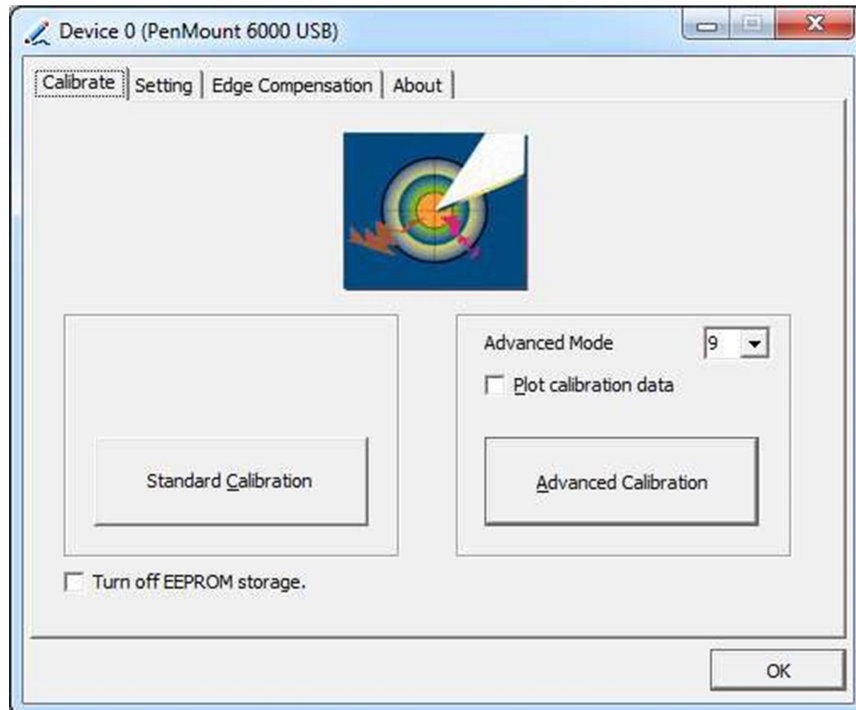 Device 0 (PenMount 6000 USB)
Calibrate Setting Edge Compensation About
Advanced Mode 9
Plot calibration data
Standard Calibration
Advanced Calibration
Turn off EEPROM storage.
OK